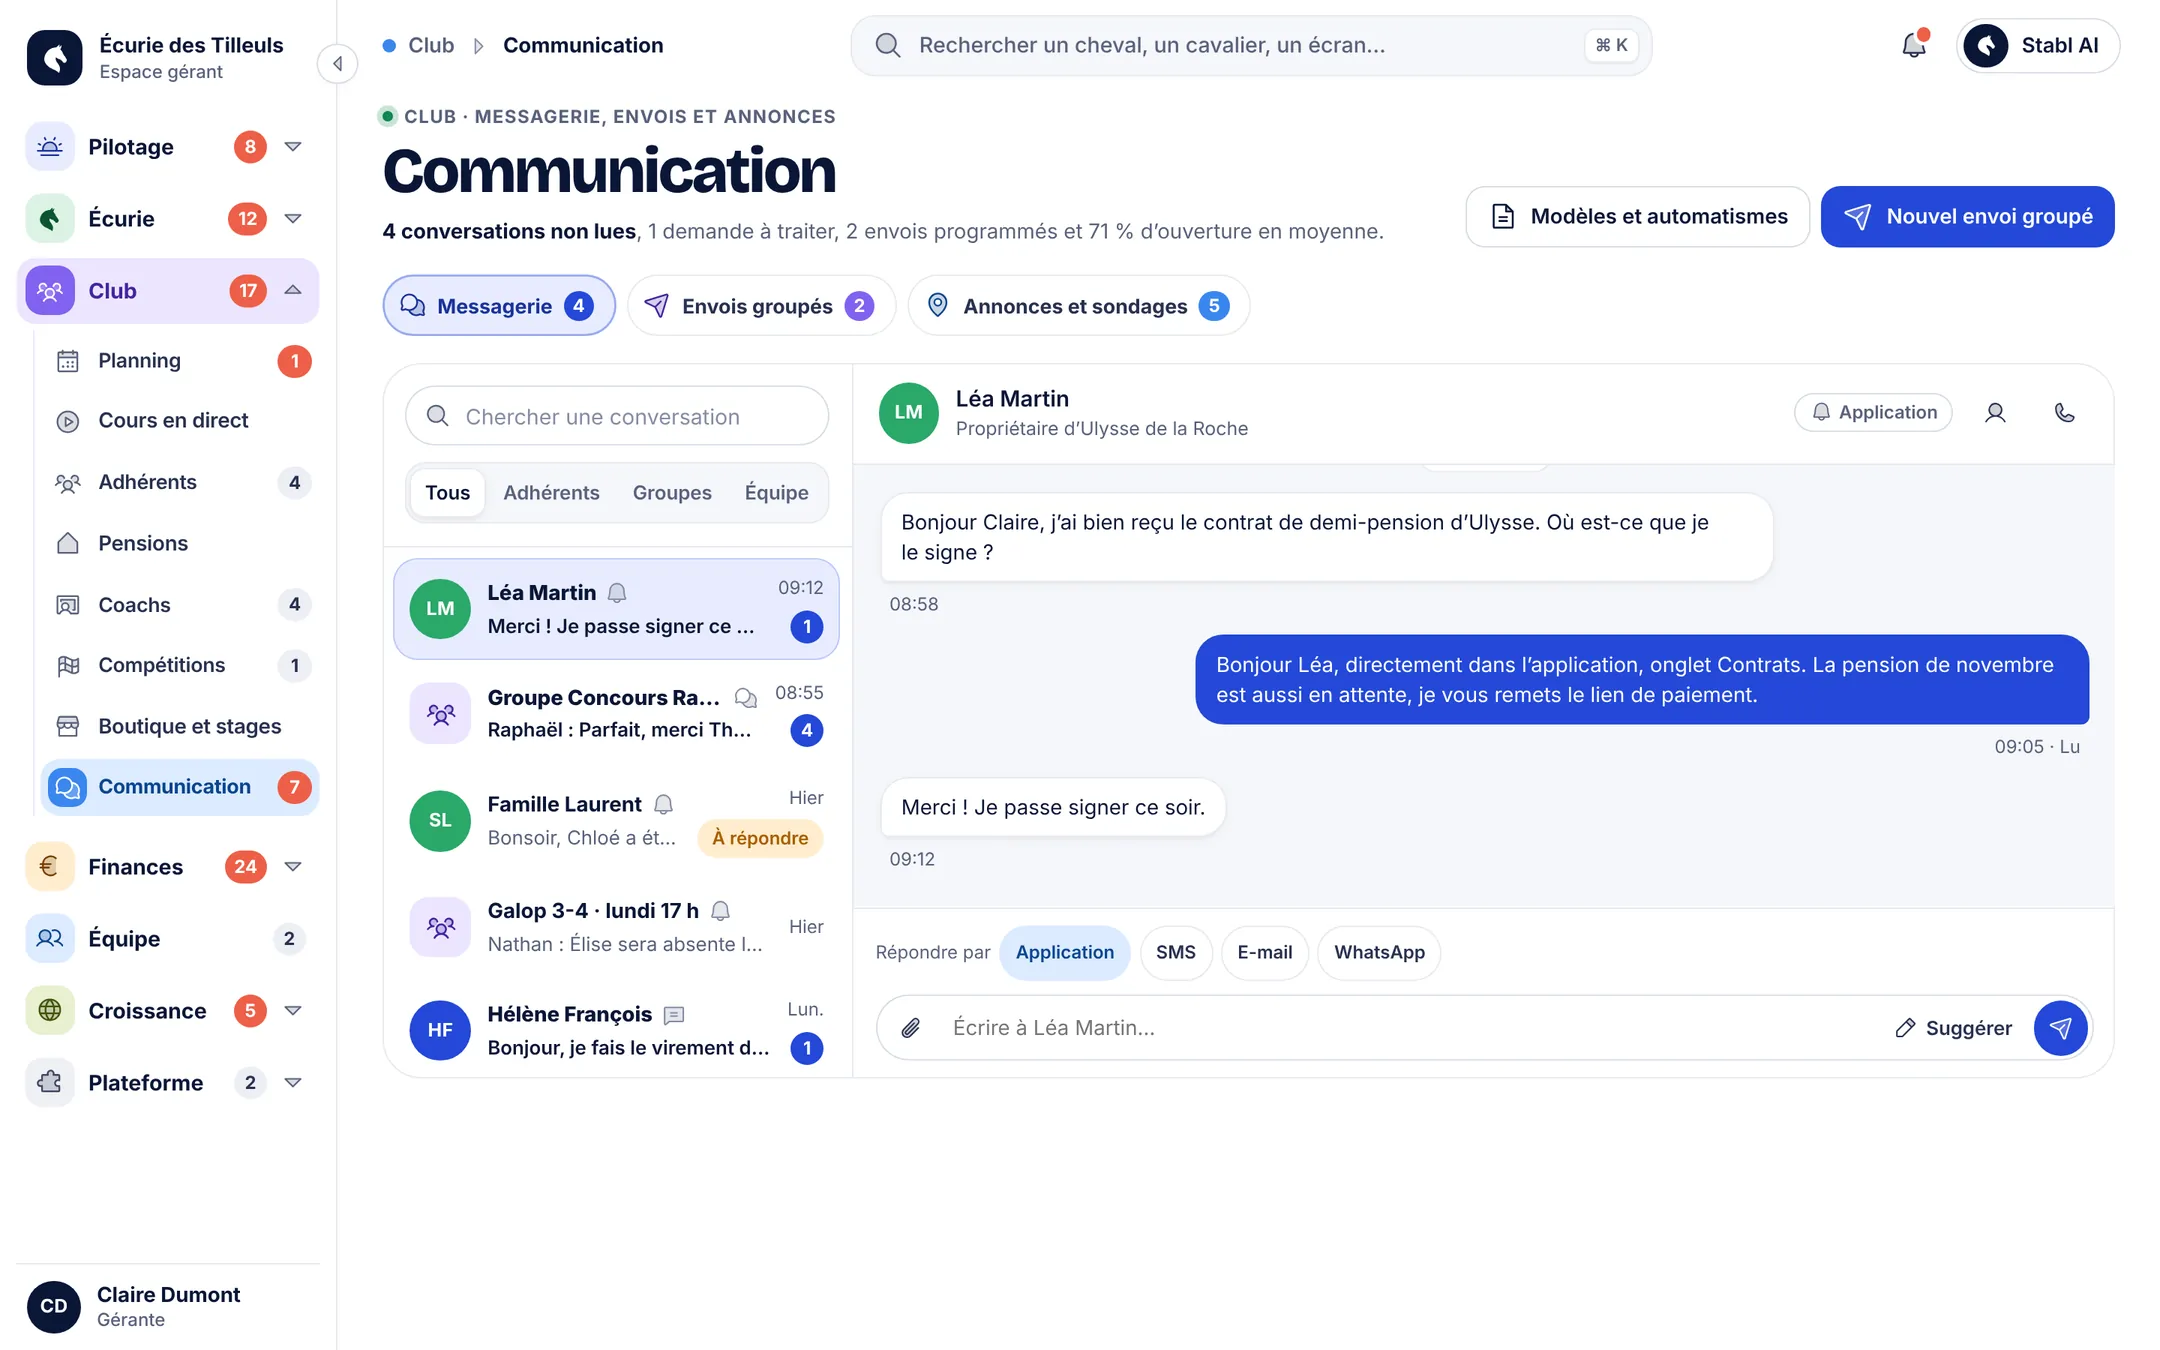 Écurie des Tilleuls
Espace gérant
Pilotage 8
Écurie 12
Club 17
Planning 1
Cours en direct
Adhérents 4
Pensions
Coachs 4
Compétitions 1
Boutique et stages
Communication 7
Finances 24
Équipe 2
Croissance 5
Plateforme 2
CD
Claire Dumont
Gérante
Club Communication
Rechercher un cheval, un cavalier, un écran...
⌘ K
Stabl AI
CLUB · MESSAGERIE, ENVOIS ET ANNONCES
Communication
4 conversations non lues, 1 demande à traiter, 2 envois programmés et 71 % d’ouverture en moyenne.
Modèles et automatismes
Nouvel envoi groupé
Messagerie 4
Envois groupés 2
Annonces et sondages 5
Chercher une conversation
Tous Adhérents Groupes Équipe
LM
Léa Martin 09:12
Merci ! Je passe signer ce ... 1
Groupe Concours Ra... 08:55
Raphaël : Parfait, merci Th... 4
SL
Famille Laurent Hier
Bonsoir, Chloé a ét... À répondre
Galop 3-4 · lundi 17 h
Nathan : Élise sera absente l... Hier
HF
Hélène François Lun.
Bonjour, je fais le virement d... 1
LM
Léa Martin
Propriétaire d’Ulysse de la Roche
Application
Bonjour Claire, j’ai bien reçu le contrat de demi-pension d’Ulysse. Où est-ce que je
le signe ?
08:58
Bonjour Léa, directement dans l’application, onglet Contrats. La pension de novembre
est aussi en attente, je vous remets le lien de paiement.
09:05 · Lu
Merci ! Je passe signer ce soir.
09:12
Répondre par Application SMS E-mail WhatsApp
Écrire à Léa Martin...
Suggérer